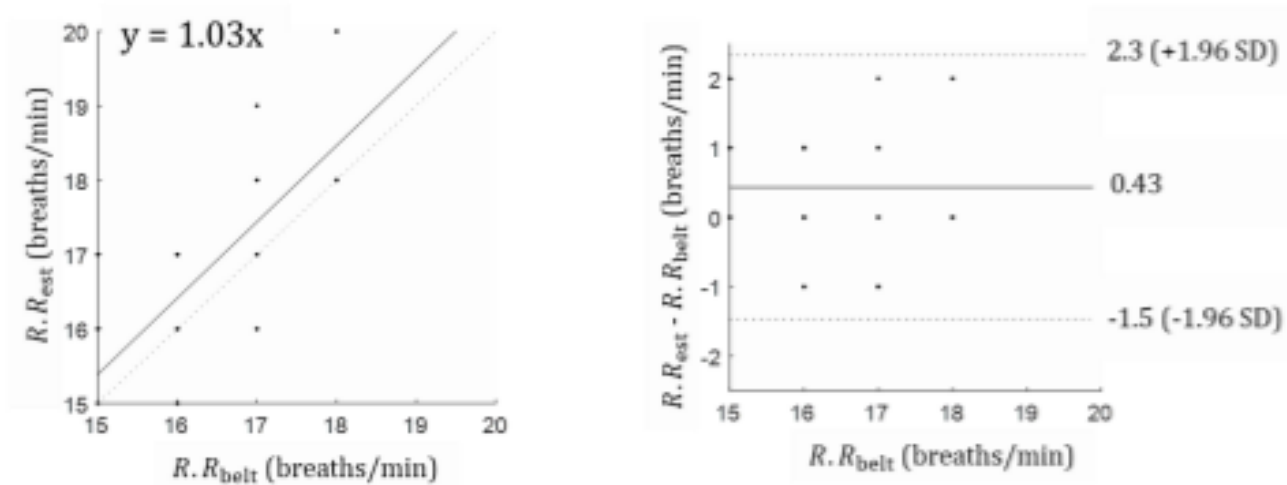 y = 1.03x
20
19
18
17
16
15
R.R_est (breaths/min)
15 16 17 18 19 20
R.R_belt (breaths/min)
2
1
0
-1
-2
R.R_est - R.R_belt (breaths/min)
15 16 17 18 19 20
R.R_belt (breaths/min)
2.3 (+1.96 SD)
0.43
-1.5 (-1.96 SD)